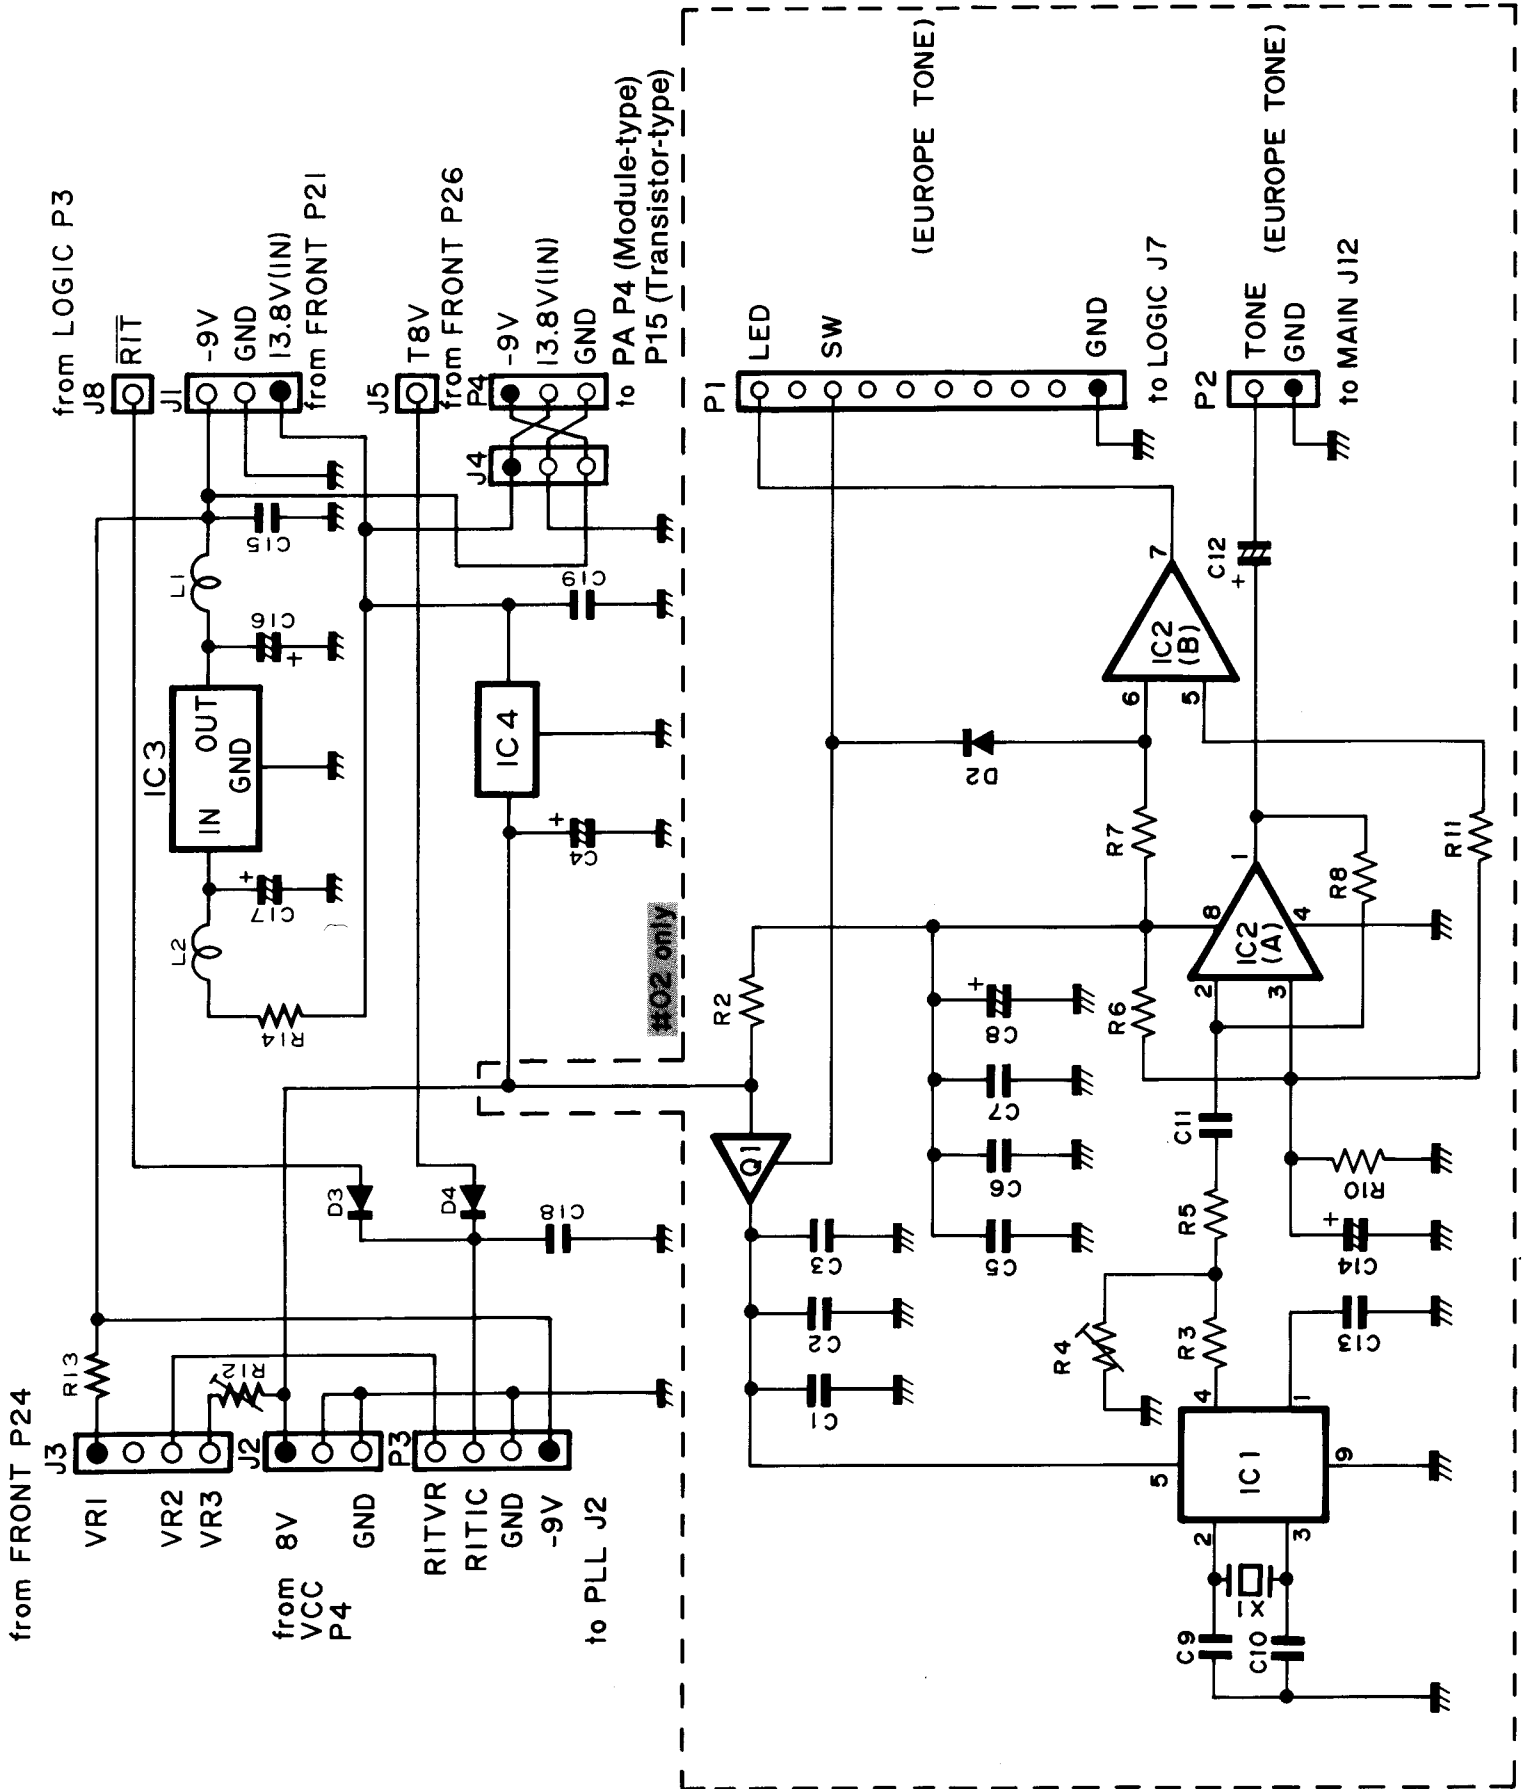 from FRONT P24
J3
VR1
VR2
VR3
R13
R12
8V
from
VCC
P4
GND
J2
P3
RITVR
RITIC
GND
-9V
to PLL J2
D3
D4
C18
R14
L2
C17
+
IC3
IN
OUT
GND
C16
+
L1
C15
from LOGIC P3
J8
RIT
J1
-9V
GND
13.8V(IN)
from FRONT P21
J5
T8V
from FRONT P26
P4
-9V
13.8V(IN)
GND
to
PA P4 (Module-type)
P15 (Transistor-type)
J4
C19
IC4
C4
+
#02 only
R2
Q1
C3
C2
C1
C8
+
C7
C6
C5
P1
LED
SW
GND
to LOGIC J7
(EUROPE TONE)
P2
TONE
GND
to MAIN J12
(EUROPE TONE)
C12
+
IC2
(B)
7
6
5
D2
R7
R6
IC2
(A)
8
4
1
2
3
R8
R11
C11
R5
R4
R3
R10
C14
+
C13
IC1
4
1
5
9
2
3
X1
C9
C10